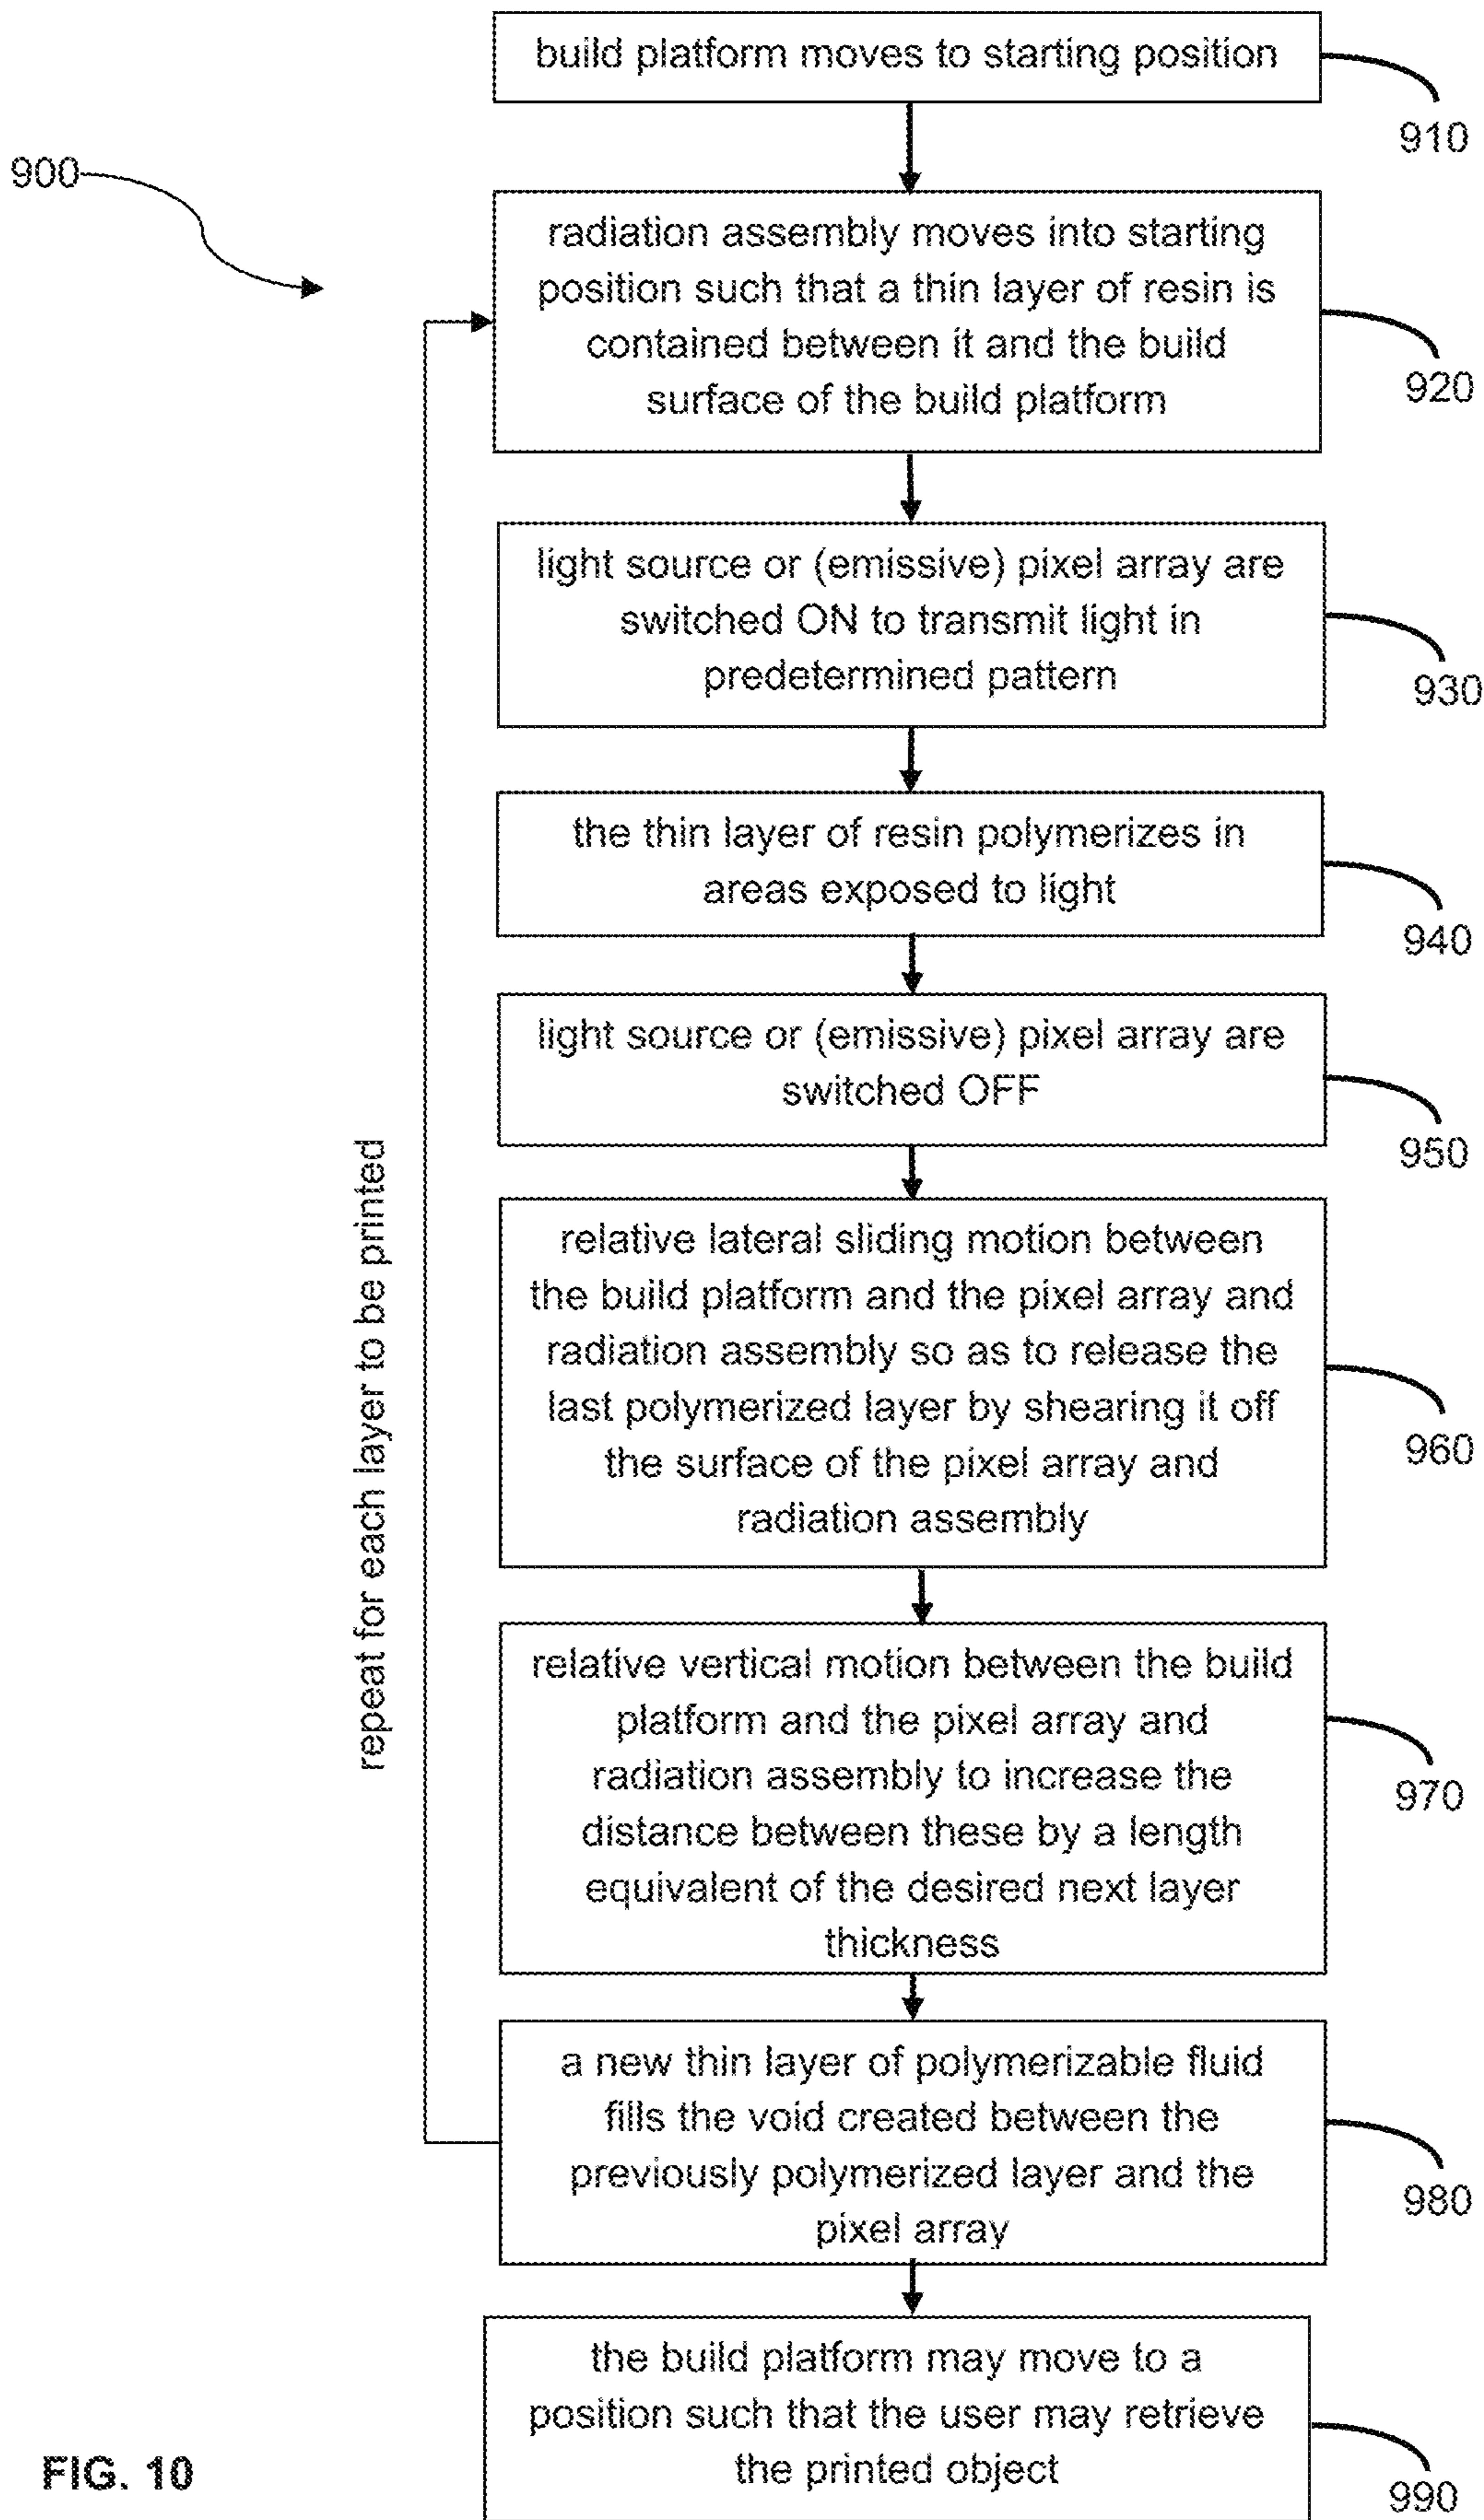 build platform moves to starting position
910
900
radiation assembly moves into starting
position such that a thin layer of resin is
contained between it and the build
surface of the build platform
920
light source or (emissive) pixel array are
switched ON to transmit light in
predetermined pattern
930
the thin layer of resin polymerizes in
areas exposed to light
940
light source or (emissive) pixel array are
switched OFF
950
relative lateral sliding motion between
the build platform and the pixel array and
radiation assembly so as to release the
last polymerized layer by shearing it off
the surface of the pixel array and
radiation assembly
960
repeat for each layer to be printed
relative vertical motion between the build
platform and the pixel array and
radiation assembly to increase the
distance between these by a length
equivalent of the desired next layer
thickness
970
a new thin layer of polymerizable fluid
fills the void created between the
previously polymerized layer and the
pixel array
980
the build platform may move to a
position such that the user may retrieve
the printed object
990
FIG. 10